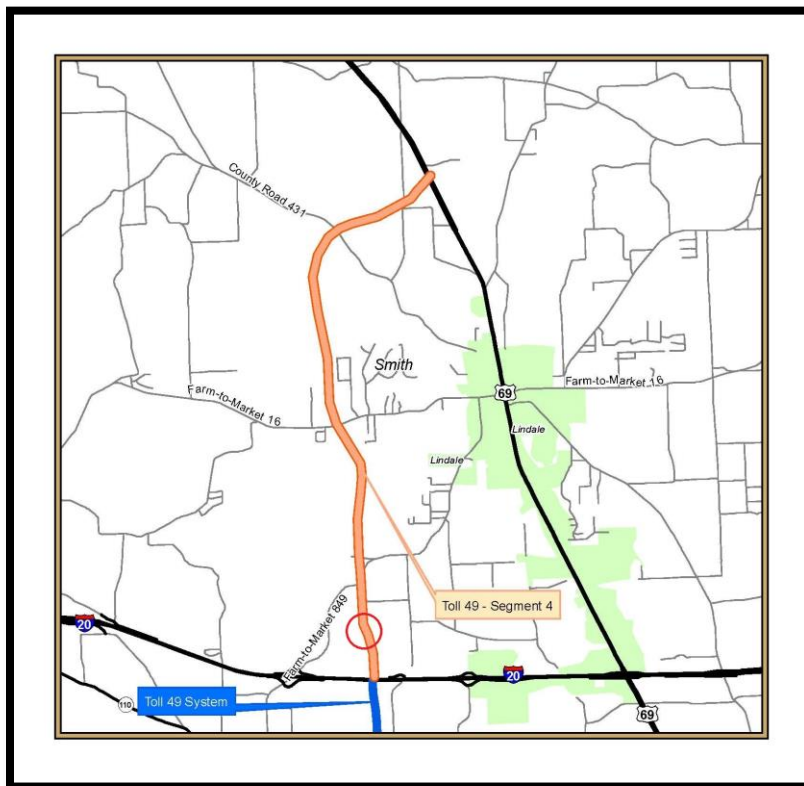 County Road 431
Smith
Farm-to-Market 16
Farm-to-Market 16
69
Lindale
Lindale
Toll 49 - Segment 4
Farm-to-Market 849
20
20
Toll 49 System
110
69